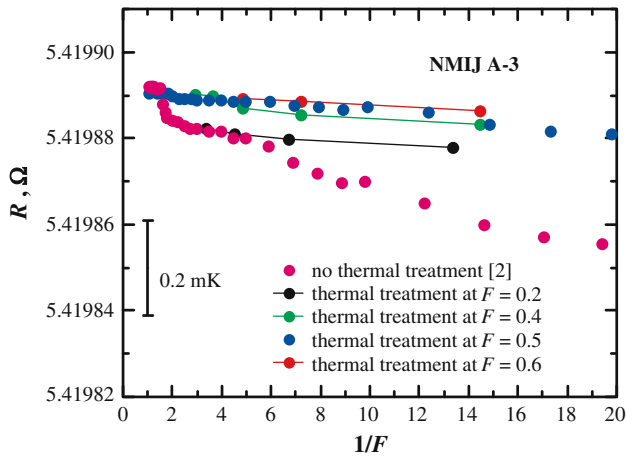 NMIJ A-3
R , Ω
5.41990
5.41988
5.41986
5.41984
5.41982
0.2 mK
no thermal treatment [2]
thermal treatment at F = 0.2
thermal treatment at F = 0.4
thermal treatment at F = 0.5
thermal treatment at F = 0.6
0 2 4 6 8 10 12 14 16 18 20
1/F